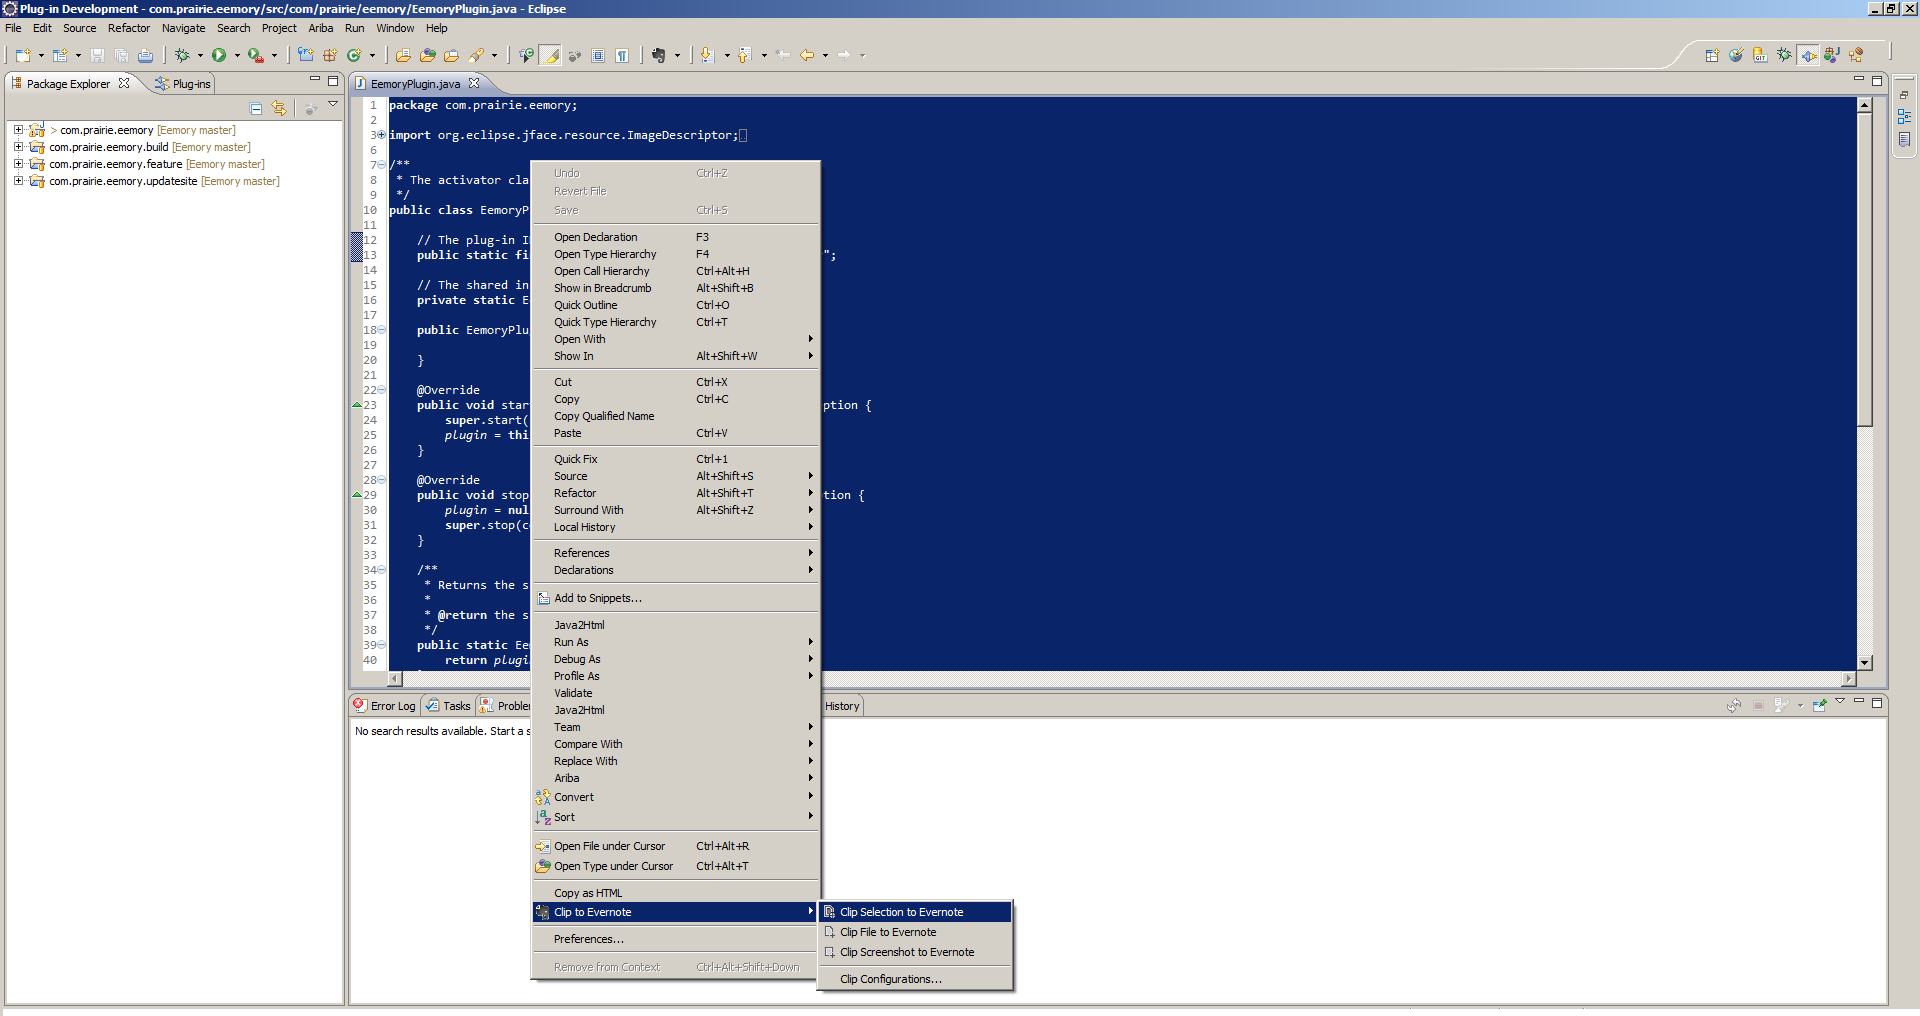 Plug-in Development - com.prairie.eemory/src/com/prairie/eemory/EemoryPlugin.java - Eclipse
File Edit Source Refactor Navigate Search Project Ariba Run Window Help
Package Explorer
Plug-ins
> com.prairie.eemory [Eemory master]
com.prairie.eemory.build [Eemory master]
com.prairie.eemory.feature [Eemory master]
com.prairie.eemory.updatesite [Eemory master]
EemoryPlugin.java
1 package com.prairie.eemory;
2
3 import org.eclipse.jface.resource.ImageDescriptor;
6
7 /**
8 * The activator cla
9 */
10 public class EemoryP
11
12 // The plug-in I
13 public static fi ";
14
15 // The shared in
16 private static E
17
18 public EemoryPlu
19
20 }
21
22 @Override
23 public void star ption {
24 super.start(
25 plugin = thi
26 }
27
28 @Override
29 public void stop tion {
30 plugin = nul
31 super.stop(c
32 }
33
34 /**
35 * Returns the s
36 *
37 * @return the s
38 */
39 public static Ee
40 return plugi
Undo Ctrl+Z
Revert File
Save Ctrl+S
Open Declaration F3
Open Type Hierarchy F4
Open Call Hierarchy Ctrl+Alt+H
Show in Breadcrumb Alt+Shift+B
Quick Outline Ctrl+O
Quick Type Hierarchy Ctrl+T
Open With
Show In Alt+Shift+W
Cut Ctrl+X
Copy Ctrl+C
Copy Qualified Name
Paste Ctrl+V
Quick Fix Ctrl+1
Source Alt+Shift+S
Refactor Alt+Shift+T
Surround With Alt+Shift+Z
Local History
References
Declarations
Add to Snippets...
Java2Html
Run As
Debug As
Profile As
Validate
Java2Html
Team
Compare With
Replace With
Ariba
Convert
Sort
Open File under Cursor Ctrl+Alt+R
Open Type under Cursor Ctrl+Alt+T
Copy as HTML
Clip to Evernote
Preferences...
Remove from Context Ctrl+Alt+Shift+Down
Clip Selection to Evernote
Clip File to Evernote
Clip Screenshot to Evernote
Clip Configurations...
Error Log Tasks Probler History
No search results available. Start a s